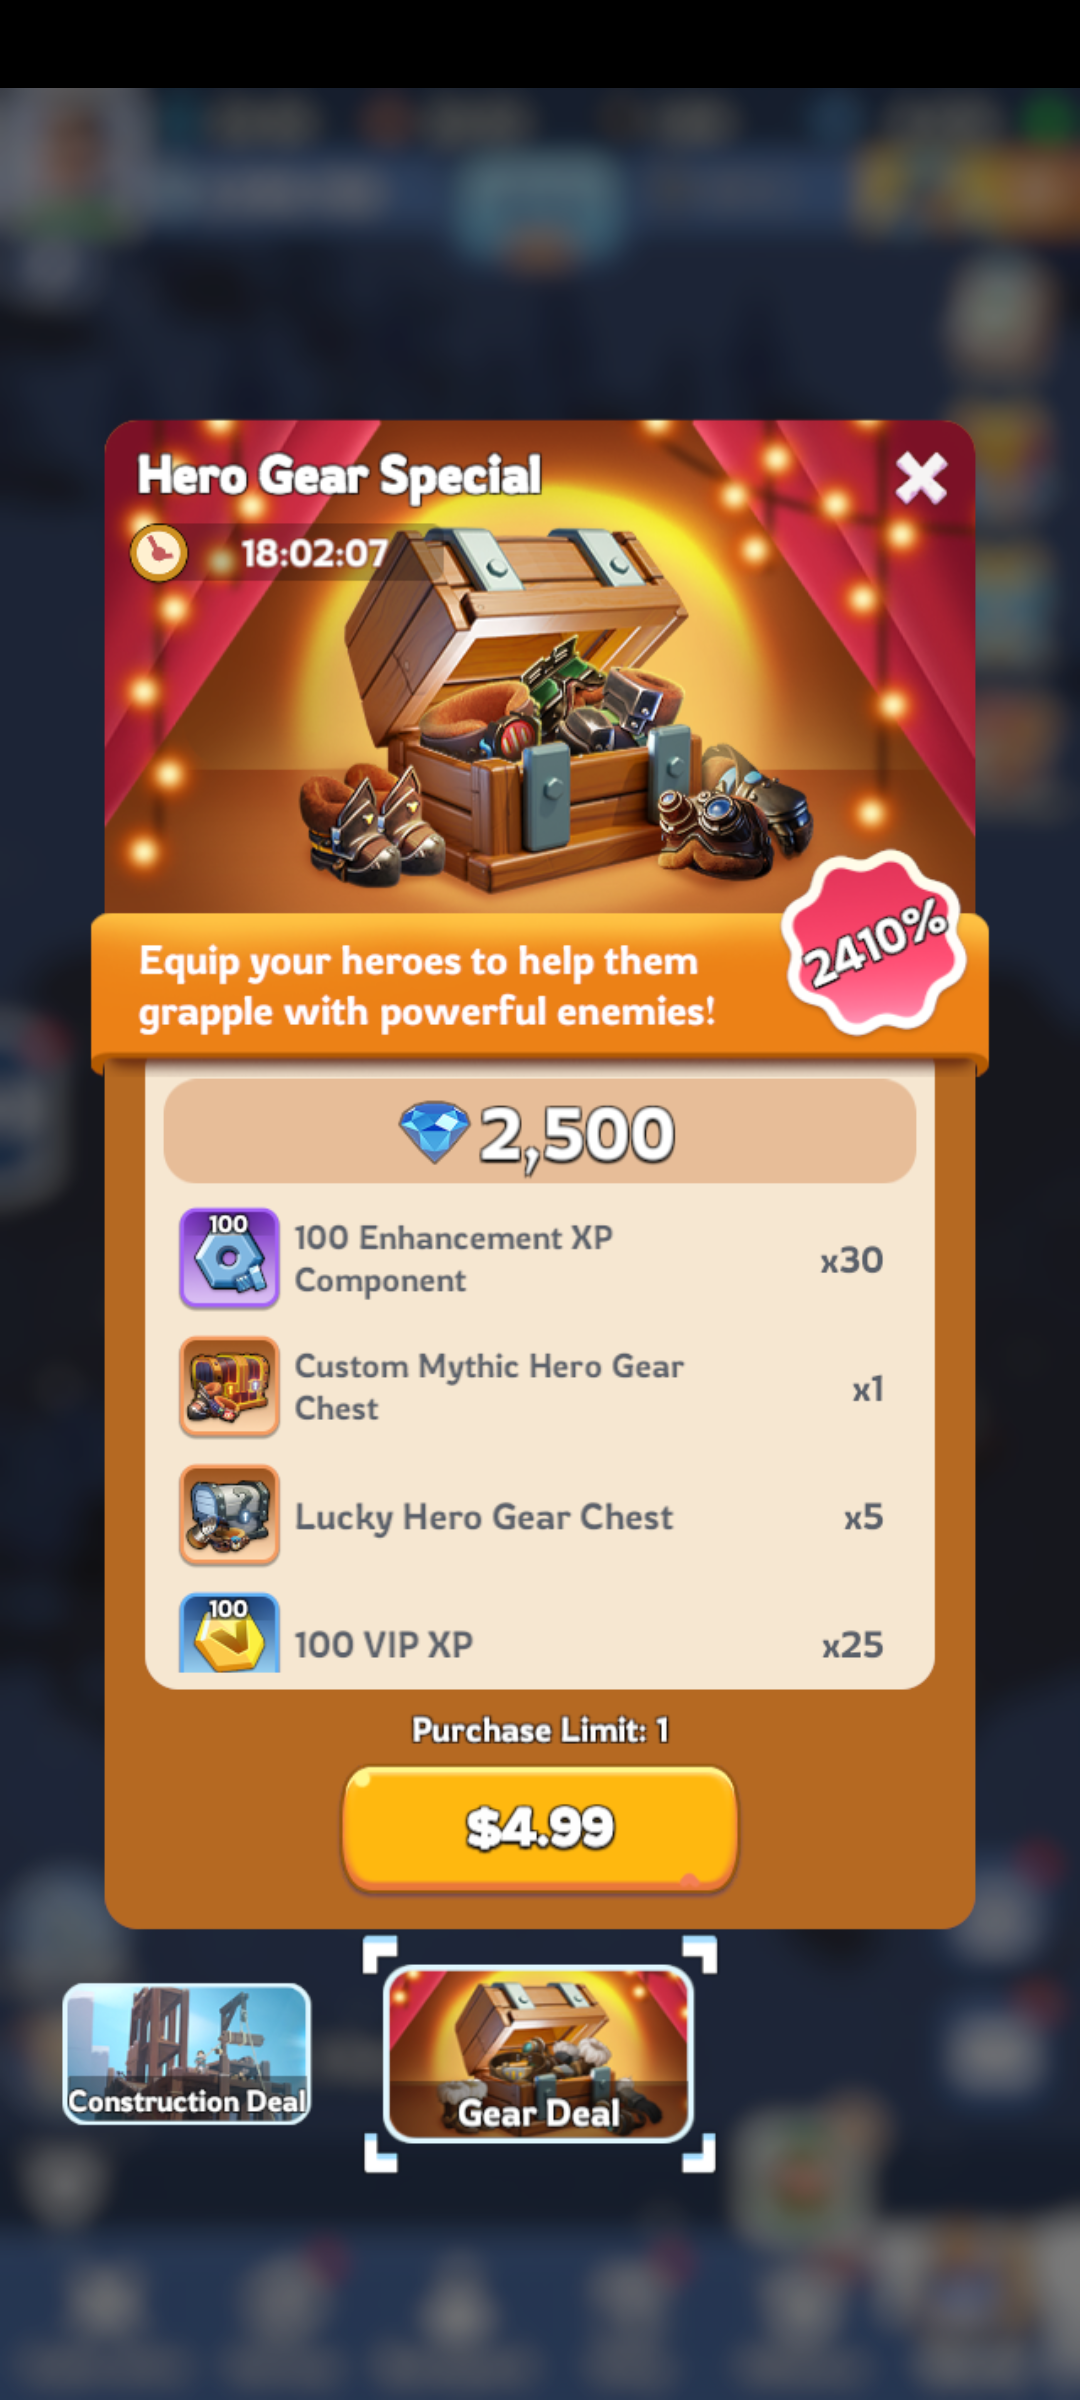 Hero Gear Special
18:02:07
2410%
Equip your heroes to help them
grapple with powerful enemies!
2,500
100
100 Enhancement XP
Component
x30
Custom Mythic Hero Gear
Chest
x1
Lucky Hero Gear Chest
x5
100
100 VIP XP
x25
Purchase Limit: 1
$4.99
Construction Deal
Gear Deal